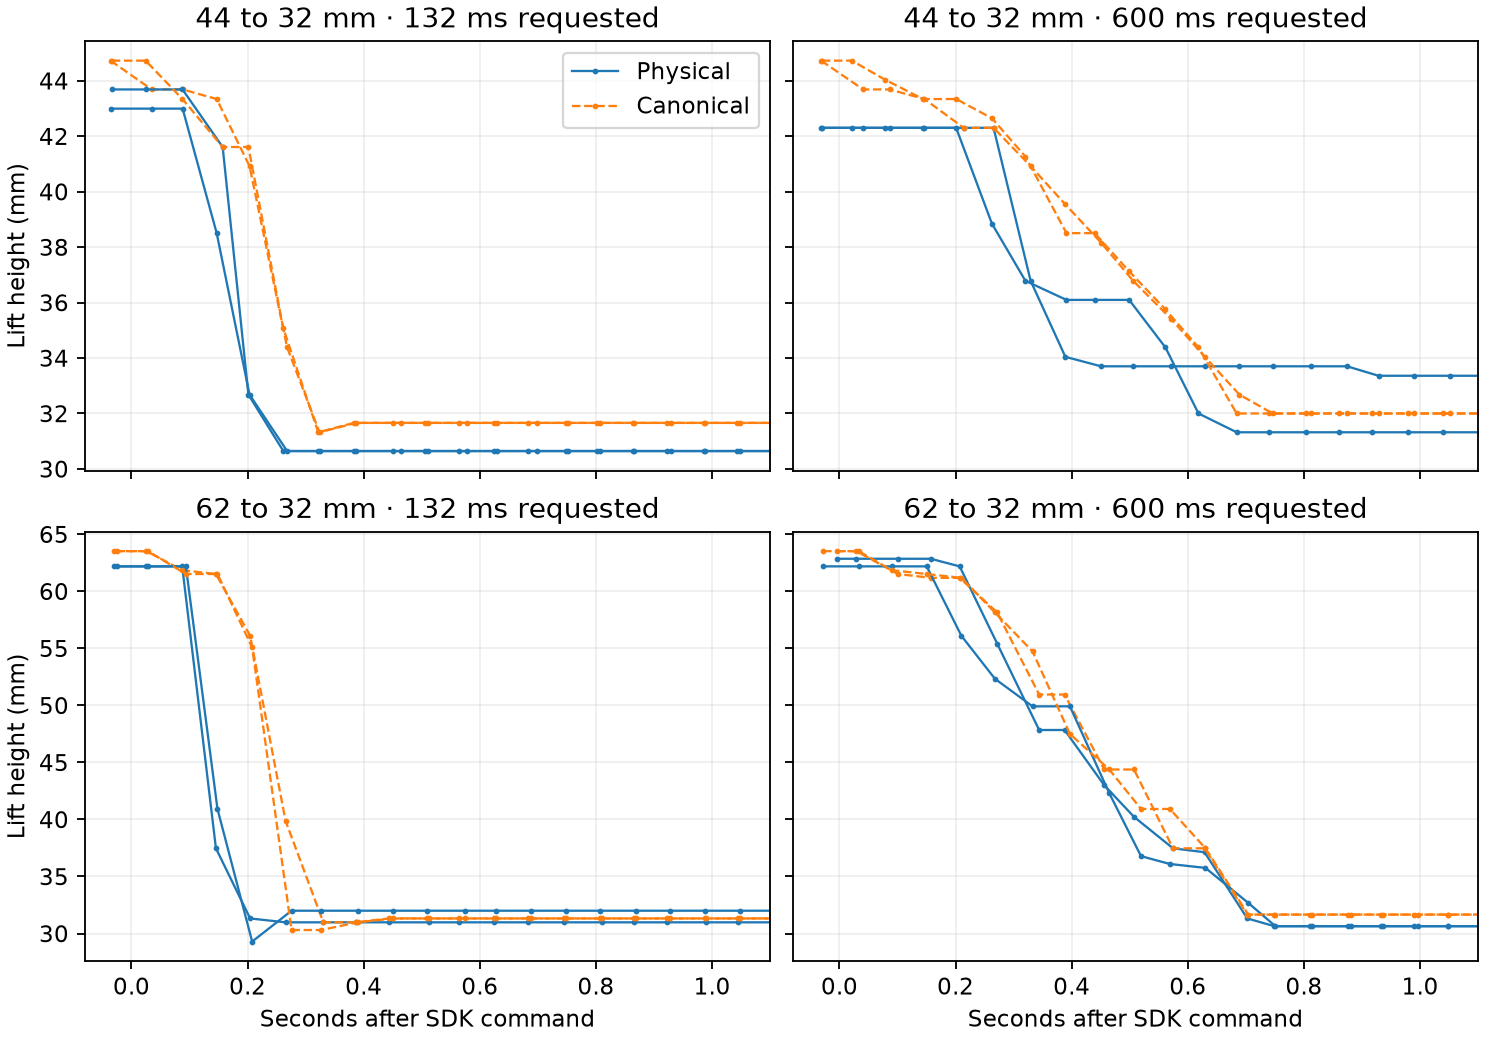 44 to 32 mm · 132 ms requested
44 to 32 mm · 600 ms requested
Physical
Canonical
Lift height (mm)
44
42
40
38
36
34
32
30
62 to 32 mm · 132 ms requested
62 to 32 mm · 600 ms requested
Lift height (mm)
65
60
55
50
45
40
35
30
0.0 0.2 0.4 0.6 0.8 1.0
0.0 0.2 0.4 0.6 0.8 1.0
Seconds after SDK command
Seconds after SDK command